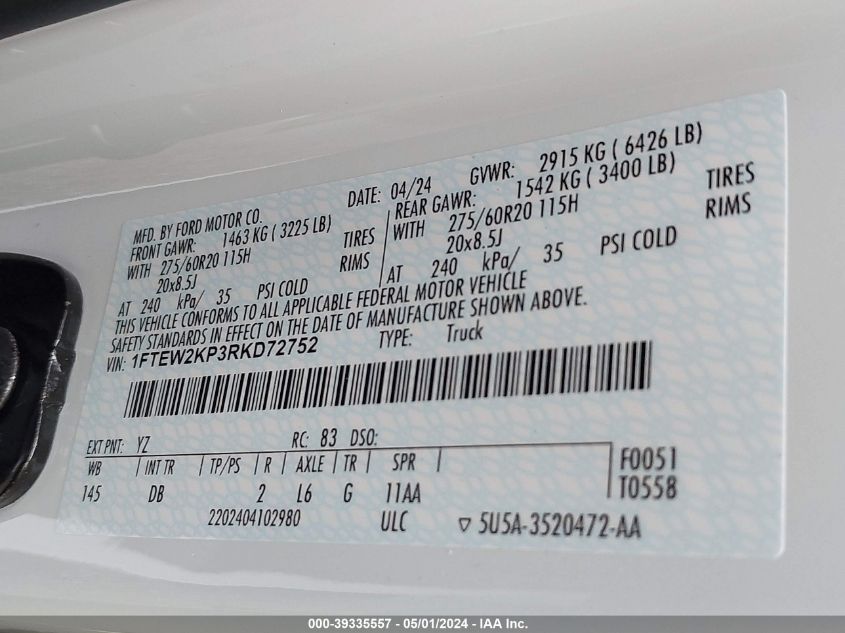 MFD. BY FORD MOTOR CO. DATE: 04/24 GVWR: 2915 KG ( 6426 LB)
FRONT GAWR: 1463 KG ( 3225 LB) REAR GAWR: 1542 KG ( 3400 LB)
WITH 275/60R20 115H TIRES WITH 275/60R20 115H TIRES
20x8.5J RIMS 20x8.5J RIMS
AT 240 kPa/ 35 PSI COLD AT 240 kPa/ 35 PSI COLD
THIS VEHICLE CONFORMS TO ALL APPLICABLE FEDERAL MOTOR VEHICLE
SAFETY STANDARDS IN EFFECT ON THE DATE OF MANUFACTURE SHOWN ABOVE.
VIN: 1FTEW2KP3RKD72752 TYPE: Truck
EXT PNT: YZ RC: 83 DSO:
WB | INT TR | TP/PS | R | AXLE | TR | SPR | F0051
145 DB 2 L6 G 11AA T0558
2202404102980 ULC ▽ 5U5A-3520472-AA
000-39335557 - 05/01/2024 - IAA Inc.